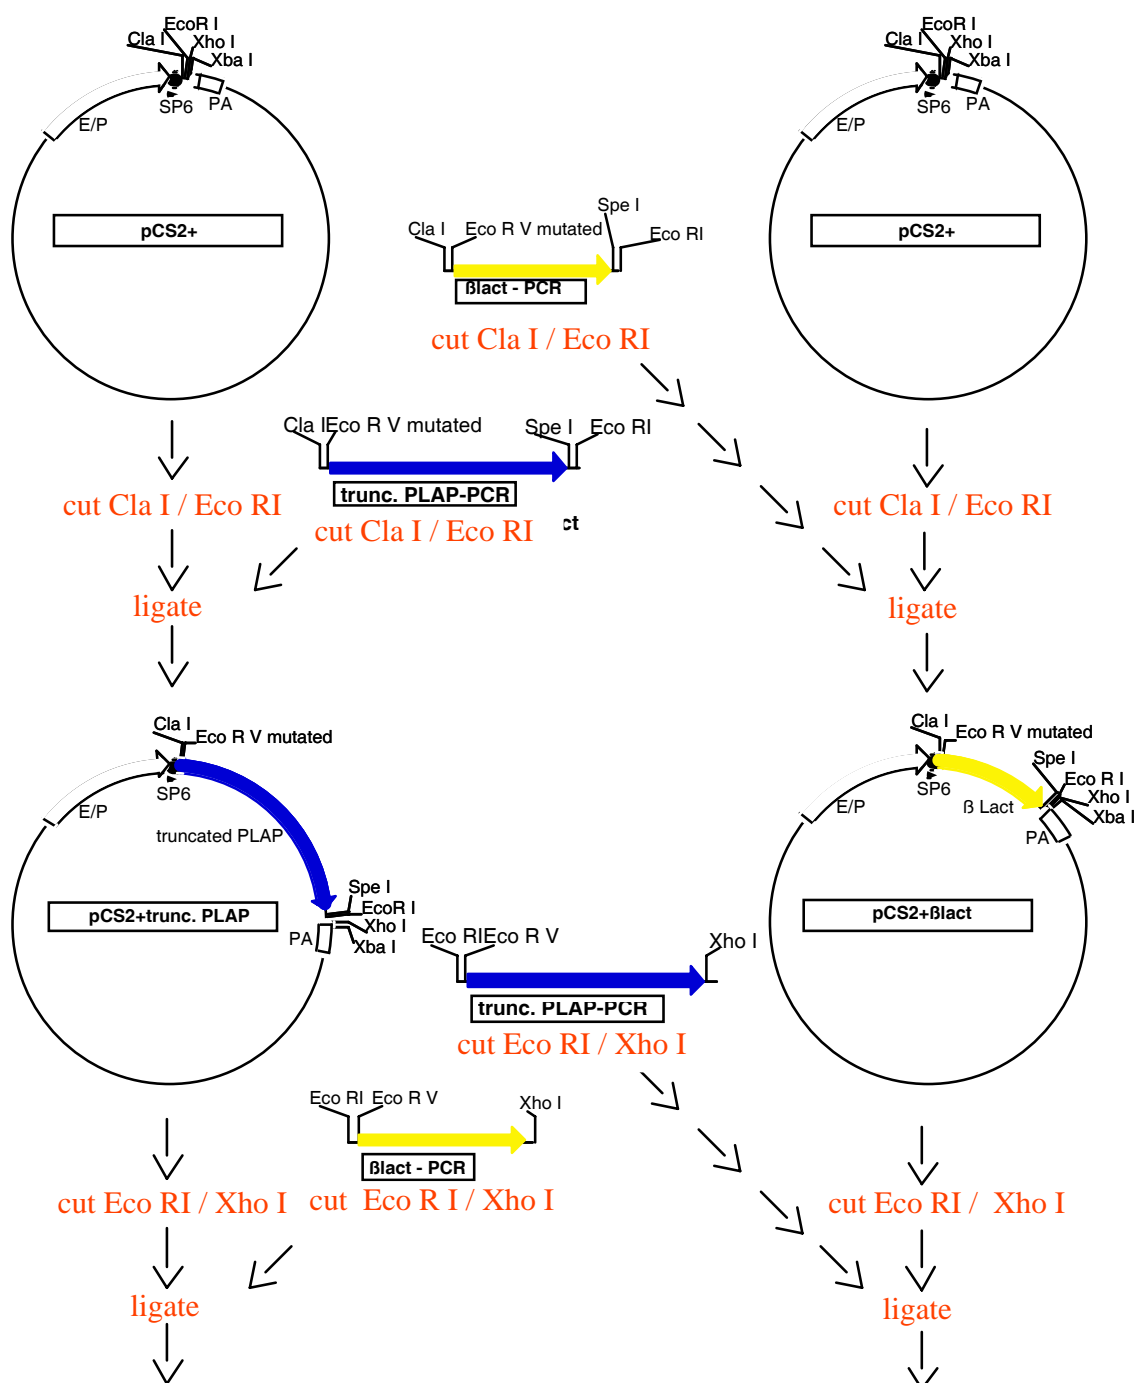 EcoR I
Cla I
Xho I
Xba I
SP6
PA
E/P
pCS2+
EcoR I
Cla I
Xho I
Xba I
SP6
PA
E/P
pCS2+
Spe I
Cla I
Eco R V mutated
Eco RI
ßlact - PCR
cut Cla I / Eco RI
Cla I
Eco R V mutated
Spe I
Eco RI
trunc. PLAP-PCR
cut Cla I / Eco RI
ct
cut Cla I / Eco RI
cut Cla I / Eco RI
ligate
ligate
Cla I
Eco R V mutated
SP6
E/P
truncated PLAP
Spe I
EcoR I
Xho I
Xba I
PA
pCS2+trunc. PLAP
Cla I
Eco R V mutated
Spe I
Eco R I
Xho I
Xba I
SP6
E/P
ß Lact
PA
pCS2+ßlact
Eco RI
Eco R V
Xho I
trunc. PLAP-PCR
cut Eco RI / Xho I
Eco RI
Eco R V
Xho I
ßlact - PCR
cut Eco RI / Xho I
cut Eco R I / Xho I
cut Eco RI / Xho I
ligate
ligate